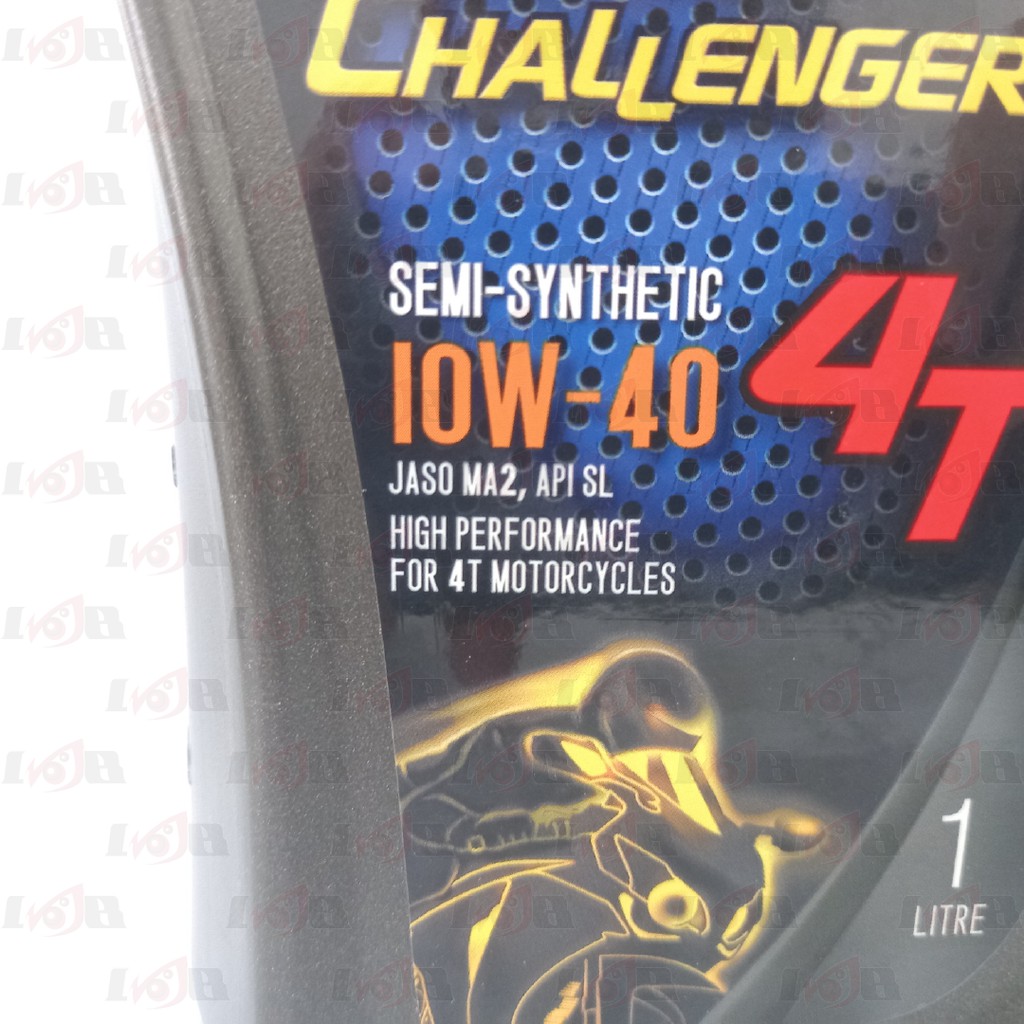 CHALLENGER
SEMI-SYNTHETIC
10W-40
4T
JASO MA2, API SL
HIGH PERFORMANCE
FOR 4T MOTORCYCLES
1
LITRE